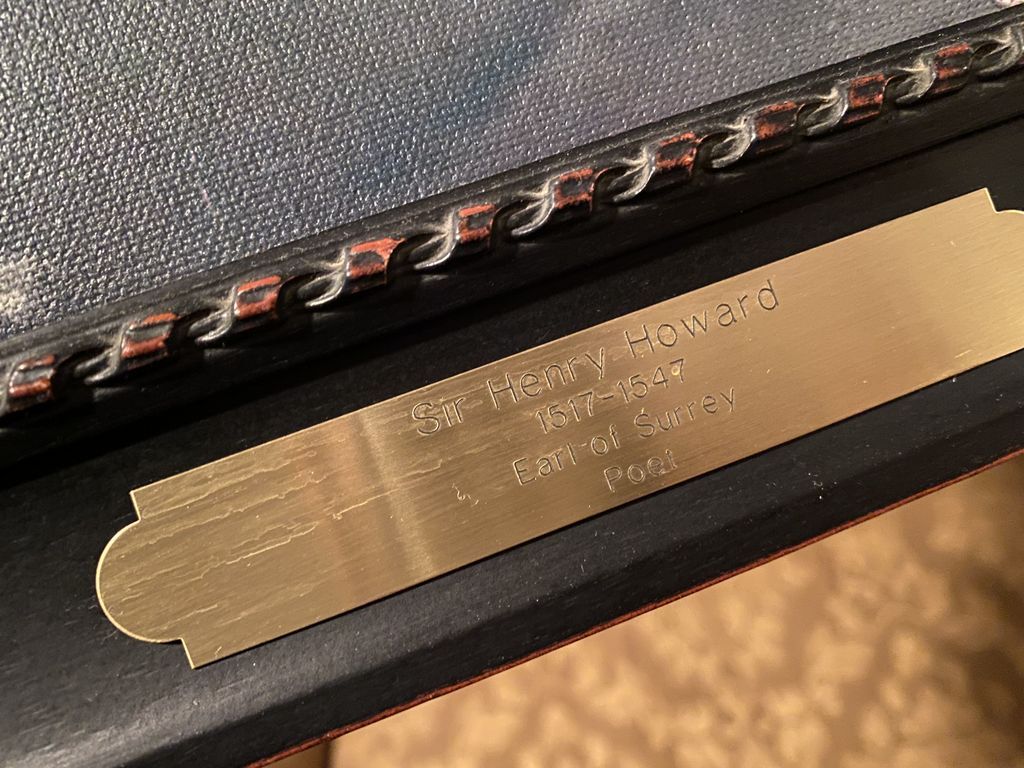 Sir Henry Howard
1517-1547
Earl of Surrey
Poet